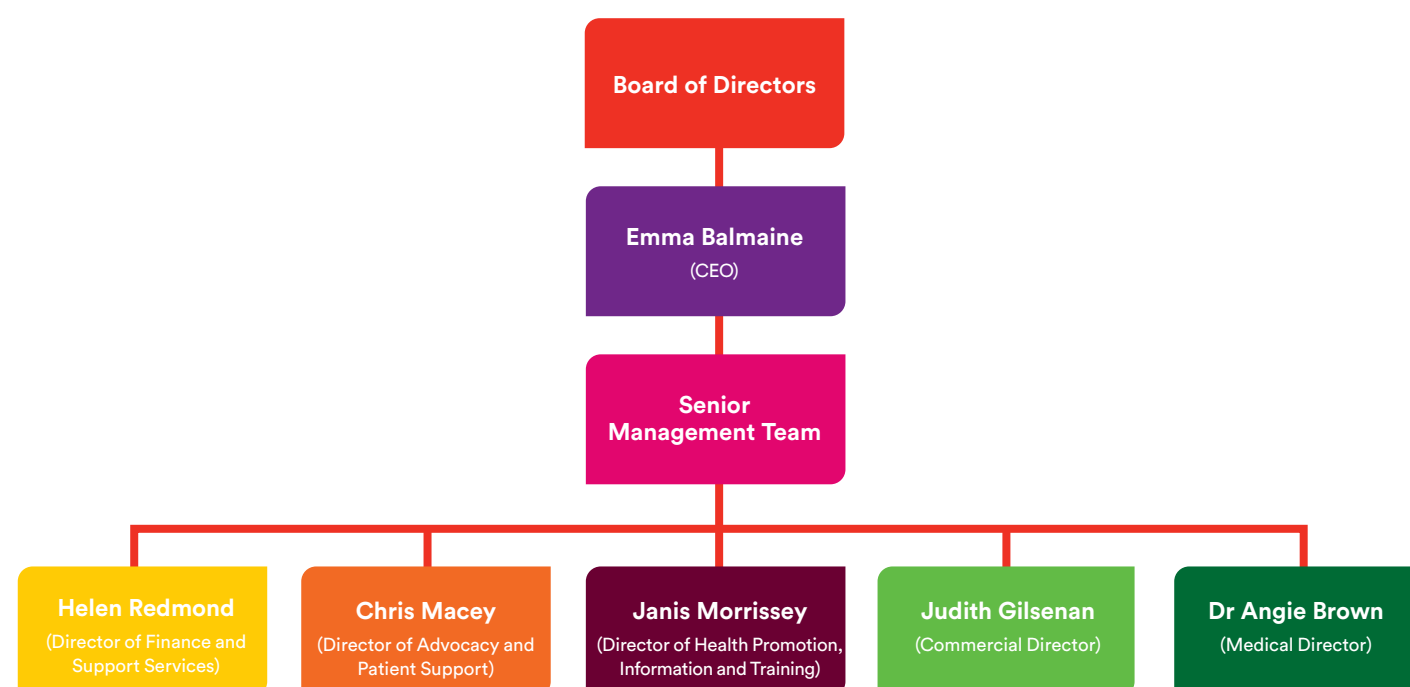 Board of Directors
Emma Balmaine
(CEO)
Senior
Management Team
Helen Redmond
(Director of Finance and
Support Services)
Chris Macey
(Director of Advocacy and
Patient Support)
Janis Morrissey
(Director of Health Promotion,
Information and Training)
Judith Gilsenan
(Commercial Director)
Dr Angie Brown
(Medical Director)